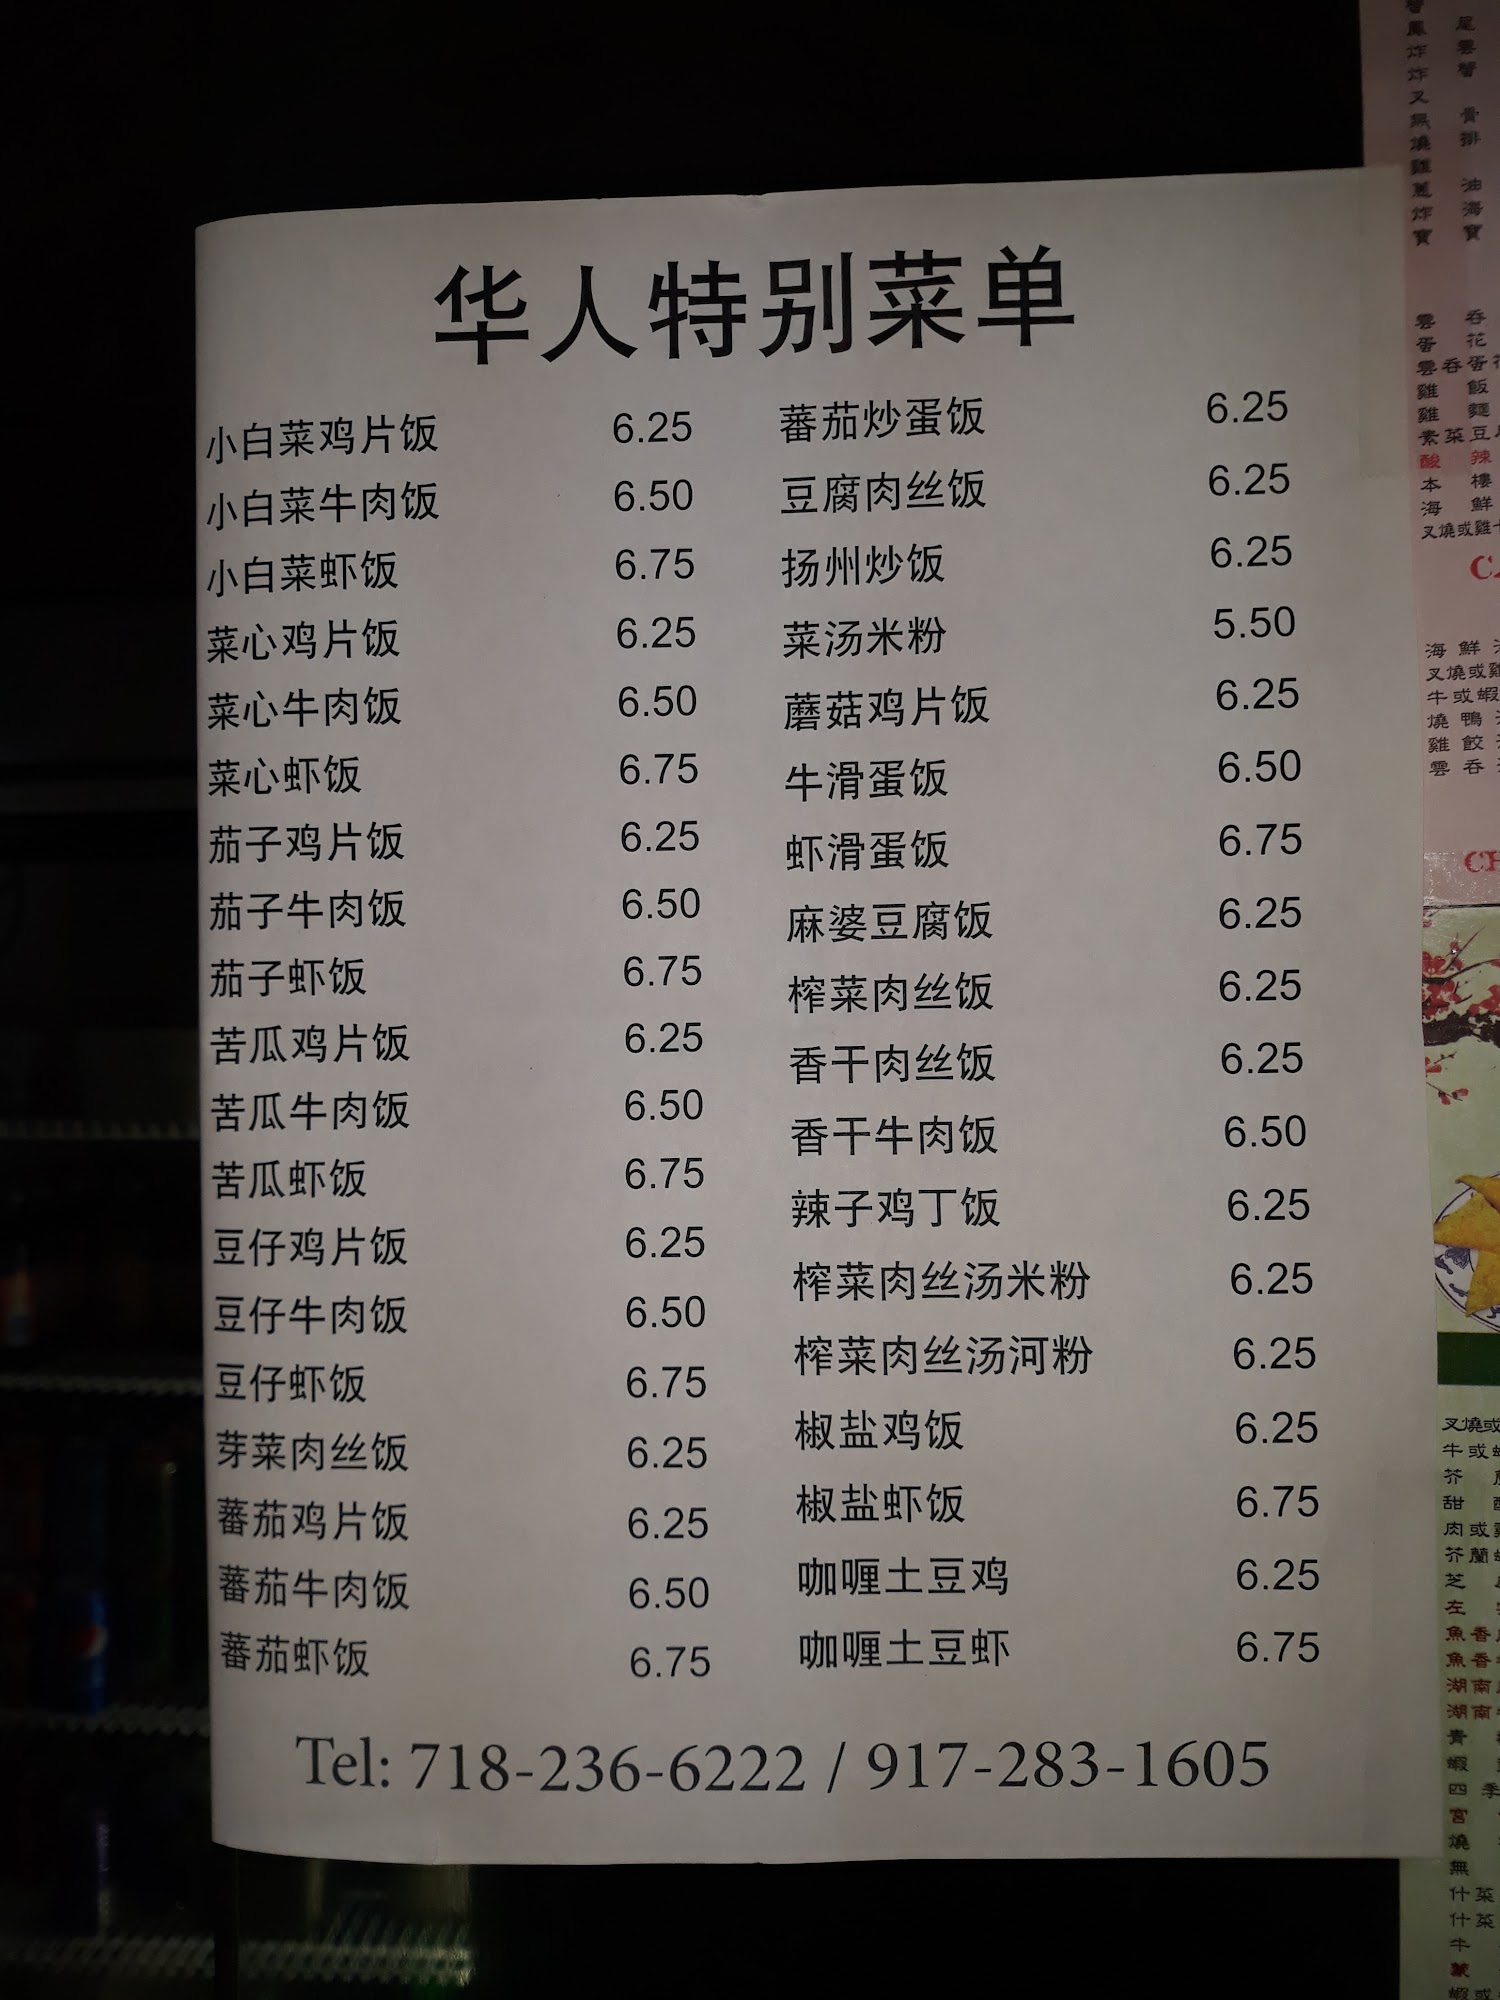 华人特别菜单
小白菜鸡片饭 6.25
小白菜牛肉饭 6.50
小白菜虾饭 6.75
菜心鸡片饭 6.25
菜心牛肉饭 6.50
菜心虾饭 6.75
茄子鸡片饭 6.25
茄子牛肉饭 6.50
茄子虾饭 6.75
苦瓜鸡片饭 6.25
苦瓜牛肉饭 6.50
苦瓜虾饭 6.75
豆仔鸡片饭 6.25
豆仔牛肉饭 6.50
豆仔虾饭 6.75
芽菜肉丝饭 6.25
蕃茄鸡片饭 6.25
蕃茄牛肉饭 6.50
蕃茄虾饭 6.75
蕃茄炒蛋饭 6.25
豆腐肉丝饭 6.25
扬州炒饭 6.25
菜汤米粉 5.50
蘑菇鸡片饭 6.25
牛滑蛋饭 6.50
虾滑蛋饭 6.75
麻婆豆腐饭 6.25
榨菜肉丝饭 6.25
香干肉丝饭 6.25
香干牛肉饭 6.50
辣子鸡丁饭 6.25
榨菜肉丝汤米粉 6.25
榨菜肉丝汤河粉 6.25
椒盐鸡饭 6.25
椒盐虾饭 6.75
咖喱土豆鸡 6.25
咖喱土豆虾 6.75
Tel: 718-236-6222 / 917-283-1605